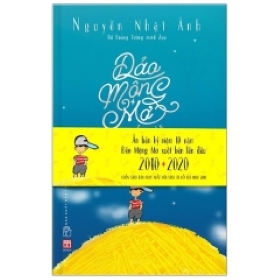 Nguyễn Nhật Ánh
Đỗ Hoàng Tường minh họa
Đảo
Mộng
Mơ
Ấn bản kỷ niệm 10 năm
Đảo Mộng Mơ xuất bản lần đầu
2010 - 2020